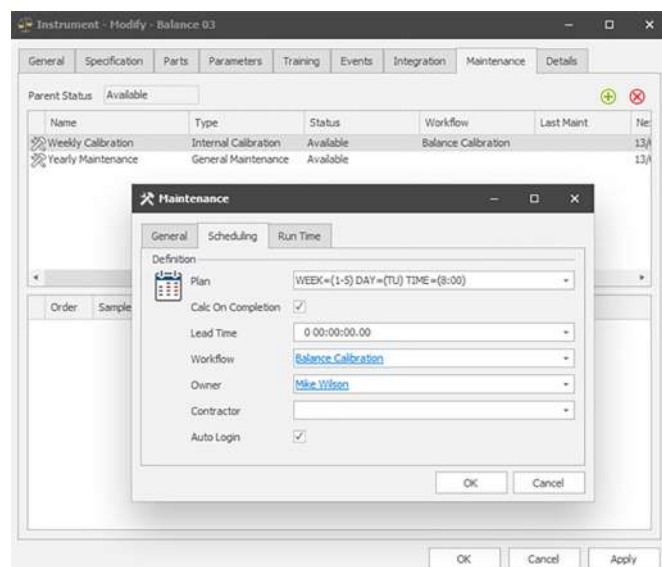 Instrument - Modify - Balance 03
General Specification Parts Parameters Training Events Integration Maintenance Details
Parent Status Available
Name Type Status Workflow Last Maint
Weekly Calibration Internal Calibration Available Balance Calibration
Yearly Maintenance General Maintenance Available
Maintenance
General Scheduling Run Time
Definition
Plan WEEK=(1-5) DAY=(TU) TIME=(8:00)
Calc On Completion
Lead Time 0 00:00:00.00
Workflow Balance Calibration
Owner Mike Wilson
Contractor
Auto Login
OK Cancel
Order Sample
OK Cancel Apply